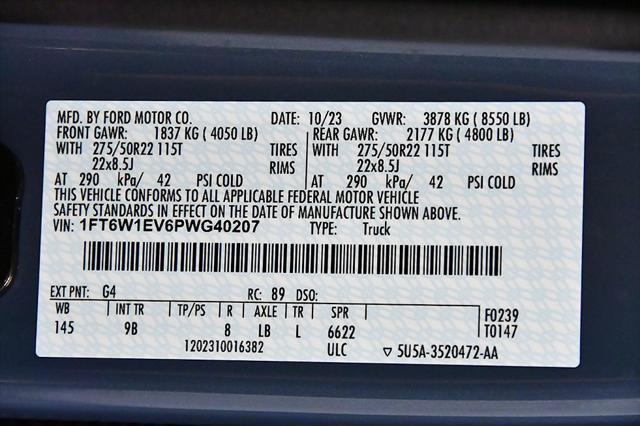 MFD. BY FORD MOTOR CO. DATE: 10/23 GVWR: 3878 KG ( 8550 LB)
FRONT GAWR: 1837 KG ( 4050 LB) REAR GAWR: 2177 KG ( 4800 LB)
WITH 275/50R22 115T TIRES WITH 275/50R22 115T TIRES
22x8.5J RIMS 22x8.5J RIMS
AT 290 kPa/ 42 PSI COLD AT 290 kPa/ 42 PSI COLD
THIS VEHICLE CONFORMS TO ALL APPLICABLE FEDERAL MOTOR VEHICLE
SAFETY STANDARDS IN EFFECT ON THE DATE OF MANUFACTURE SHOWN ABOVE.
VIN: 1FT6W1EV6PWG40207 TYPE: Truck
EXT PNT: G4 RC: 89 DSO:
WB INT TR TP/PS R AXLE TR SPR F0239
145 9B 8 LB L 6622 T0147
1202310016382 ULC ▽ 5U5A-3520472-AA